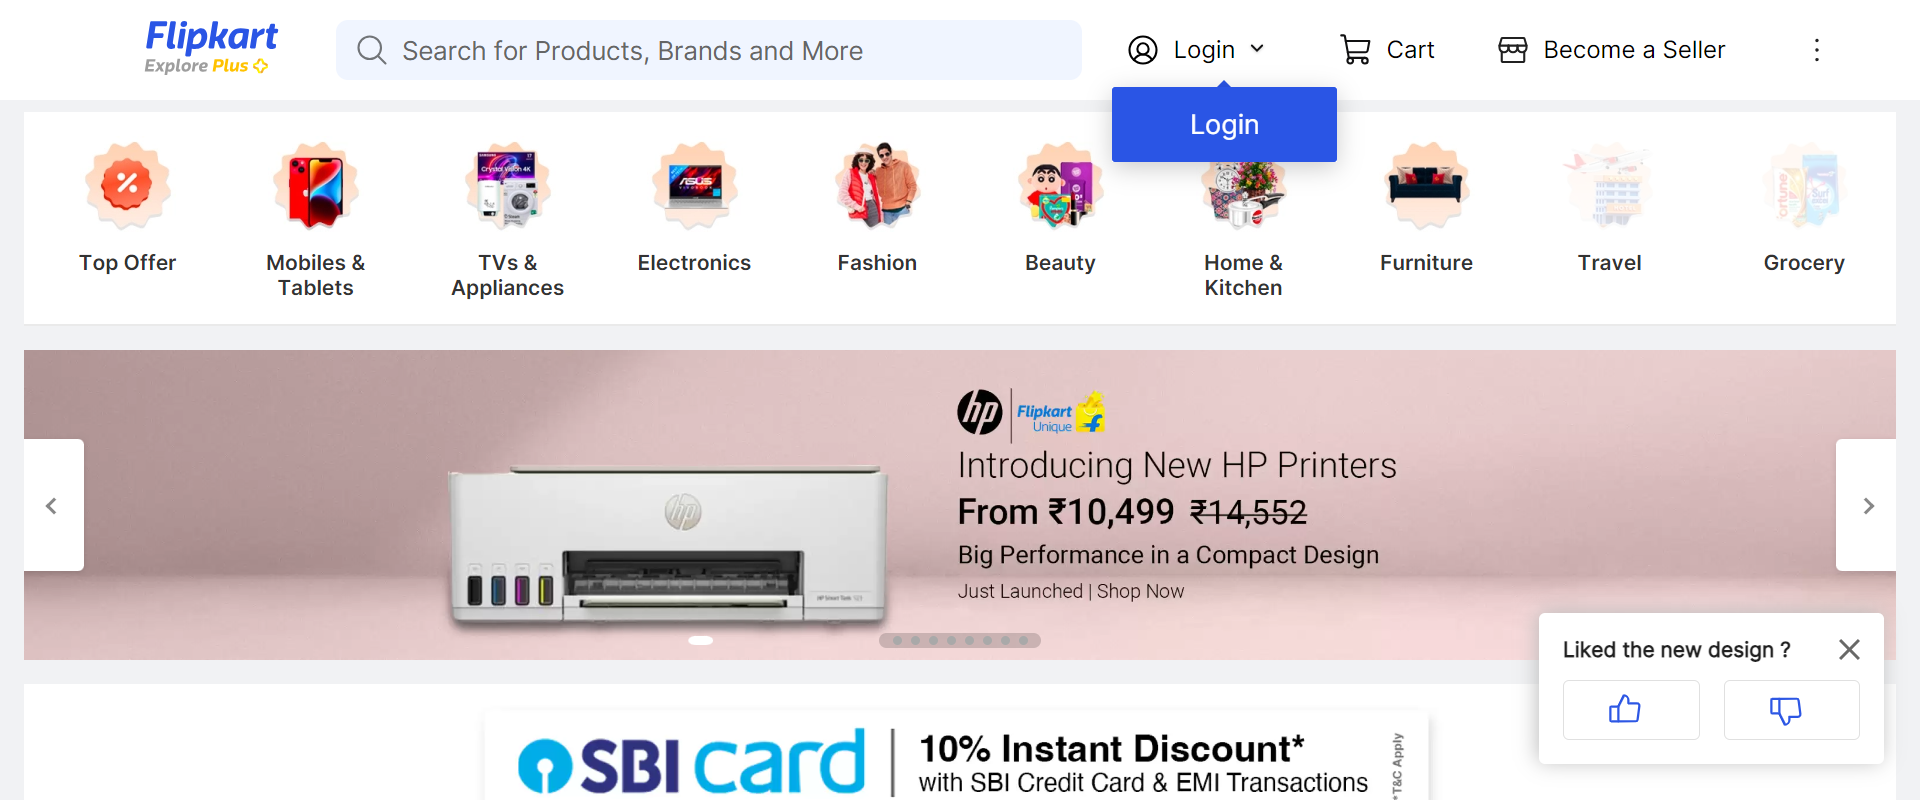 Flipkart
Explore Plus
Search for Products, Brands and More
Login
Cart
Become a Seller
Login
Top Offer
Mobiles &
Tablets
TVs &
Appliances
Electronics
Fashion
Beauty
Home &
Kitchen
Furniture
Travel
Grocery
hp
Flipkart
Unique
Introducing New HP Printers
From ₹10,499 ₹14,552
Big Performance in a Compact Design
Just Launched | Shop Now
hp
Liked the new design ?
SBI card
10% Instant Discount*
with SBI Credit Card & EMI Transactions
*T&C Apply